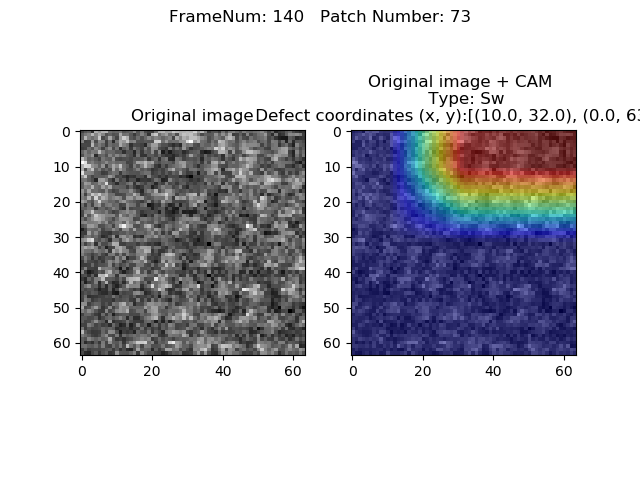 FrameNum: 140   Patch Number: 73
Original image + CAM
Type: Sw
Original image
Defect coordinates (x, y):[(10.0, 32.0), (0.0, 63
0
10
20
30
40
50
60
0 20 40 60
0
10
20
30
40
50
60
0 20 40 60